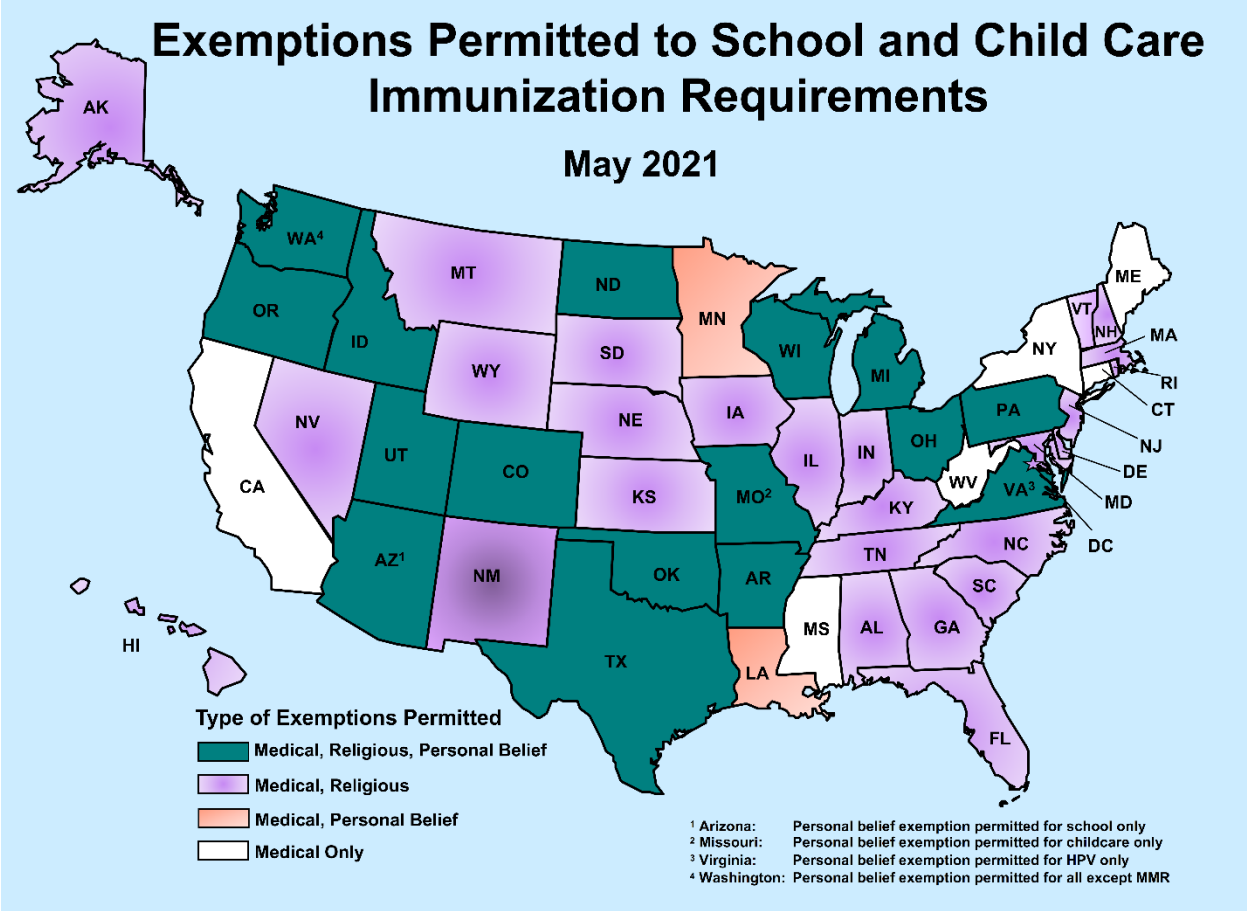 Exemptions Permitted to School and Child Care
Immunization Requirements
May 2021
AK
WA⁴
MT
ND
MN
ME
OR
ID
SD
WI
MI
NY
VT
NH
MA
RI
CT
WY
NV
NE
IA
PA
NJ
UT
CO
IL
IN
OH
DE
CA
KS
MO²
WV
VA³
MD
KY
DC
AZ¹
NM
OK
AR
TN
NC
SC
HI
TX
MS
AL
GA
LA
FL
Type of Exemptions Permitted
Medical, Religious, Personal Belief
Medical, Religious
Medical, Personal Belief
Medical Only
¹ Arizona: Personal belief exemption permitted for school only
² Missouri: Personal belief exemption permitted for childcare only
³ Virginia: Personal belief exemption permitted for HPV only
⁴ Washington: Personal belief exemption permitted for all except MMR